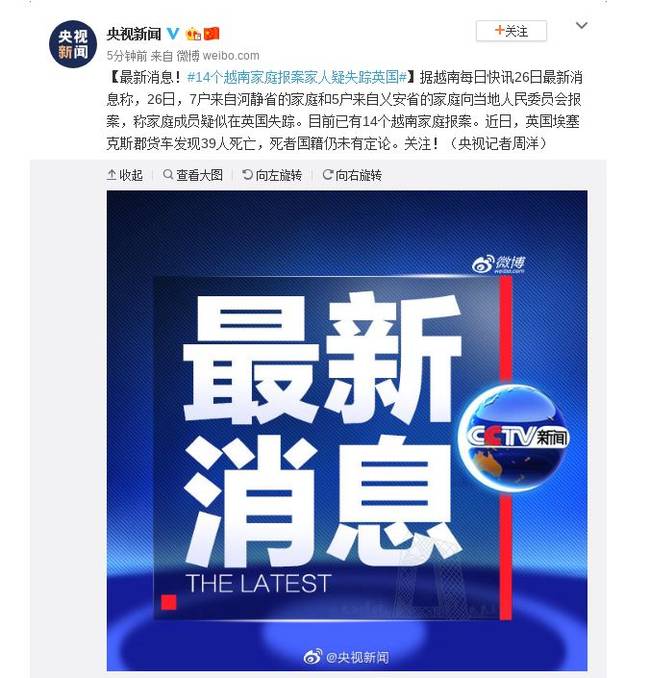 央视新闻
央视
新闻
+关注
5分钟前 来自 微博 weibo.com
【最新消息！#14个越南家庭报案家人疑失踪英国#】据越南每日快讯26日最新消
息称，26日，7户来自河静省的家庭和5户来自乂安省的家庭向当地人民委员会报
案，称家庭成员疑似在英国失踪。目前已有14个越南家庭报案。近日，英国埃塞
克斯郡货车发现39人死亡，死者国籍仍未有定论。关注！（央视记者周洋）
收起 查看大图 向左旋转 向右旋转
微博
weibo.com
最新
CCTV新闻
消息
THE LATEST
@央视新闻